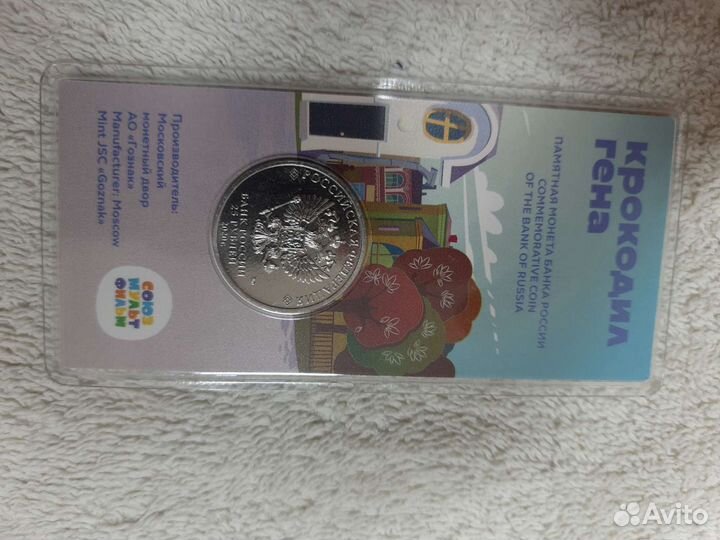 крокодил
гена
ПАМЯТНАЯ МОНЕТА БАНКА РОССИИ
COMMEMORATIVE COIN
OF THE BANK OF RUSSIA
РОССИЙСКАЯ ФЕДЕРАЦИЯ
БАНК РОССИИ
25 РУБЛЕЙ
2020 г.
Производитель:
Московский
монетный двор
АО «Гознак»
Manufacturer: Moscow
Mint JSC «Goznak»
СОЮЗ
МУЛЬТ
ФИЛЬМ
Avito